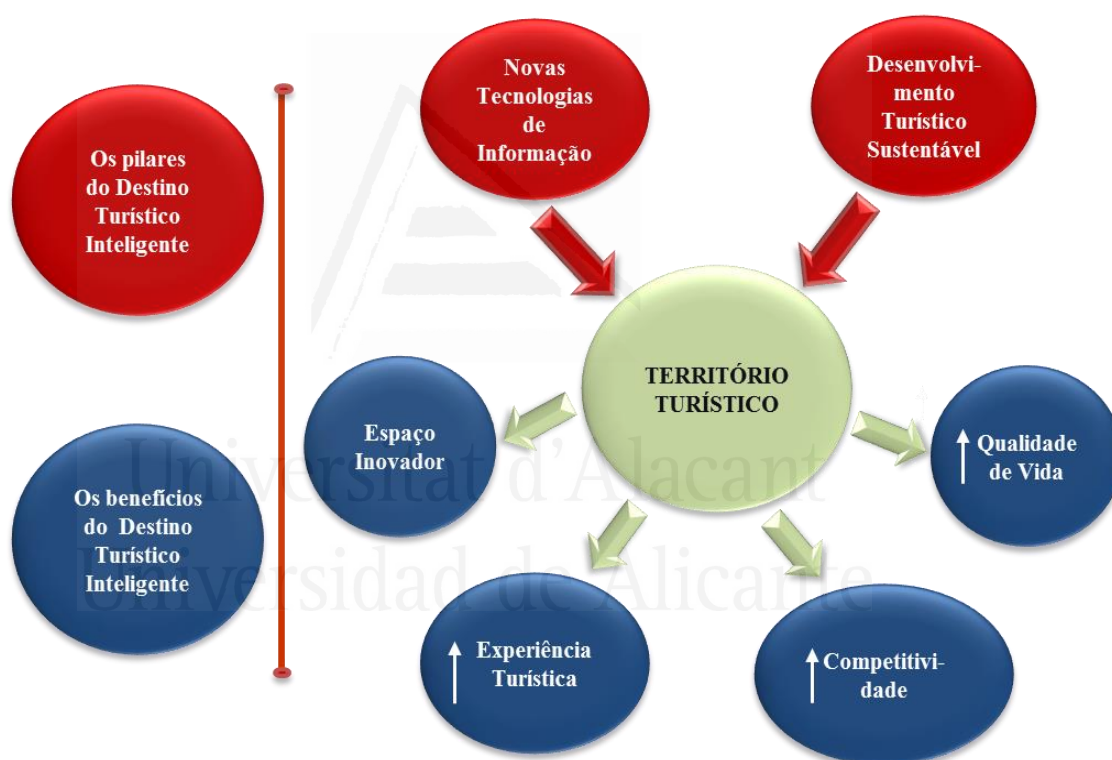 Os pilares
do Destino
Turístico
Inteligente
Novas
Tecnologias
de
Informação
Desenvolvi-
mento
Turístico
Sustentável
TERRITÓRIO
TURÍSTICO
Os benefícios
do Destino
Turístico
Inteligente
Espaço
Inovador
Experiência
Turística
Competitivi-
dade
Qualidade
de Vida
Universitat d'Alacant
Universidad de Alicante